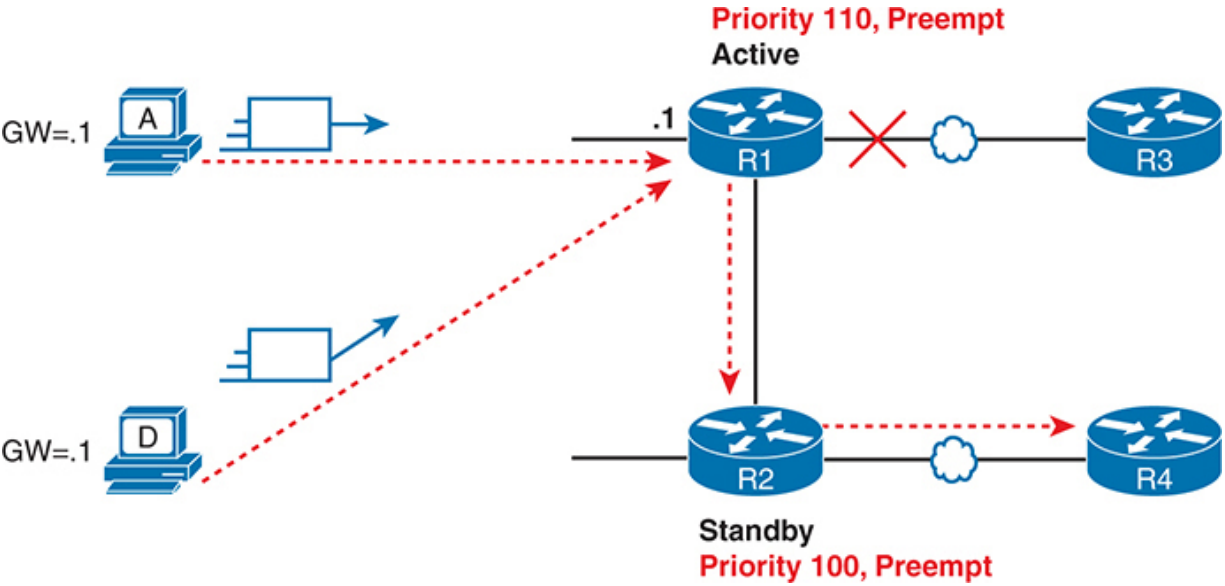 Priority 110, Preempt
Active
GW=.1
A
.1
R1
R3
GW=.1
D
R2
R4
Standby
Priority 100, Preempt